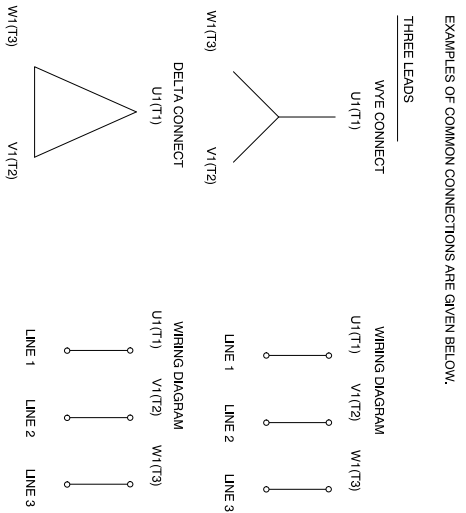 EXAMPLES OF COMMON CONNECTIONS ARE GIVEN BELOW.
THREE LEADS
WYE CONNECT
U1(T1)
W1(T3)
V1(T2)
WIRING DIAGRAM
U1(T1) V1(T2) W1(T3)
LINE 1 LINE 2 LINE 3
DELTA CONNECT
U1(T1)
W1(T3)
V1(T2)
WIRING DIAGRAM
U1(T1) V1(T2) W1(T3)
LINE 1 LINE 2 LINE 3